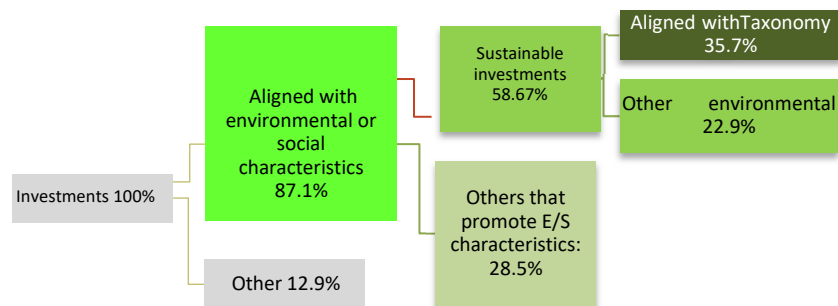 Investments 100%
Aligned with
environmental or
social
characteristics
87.1%
Other 12.9%
Sustainable
investments
58.67%
Others that
promote E/S
characteristics:
28.5%
Aligned withTaxonomy
35.7%
Other environmental
22.9%